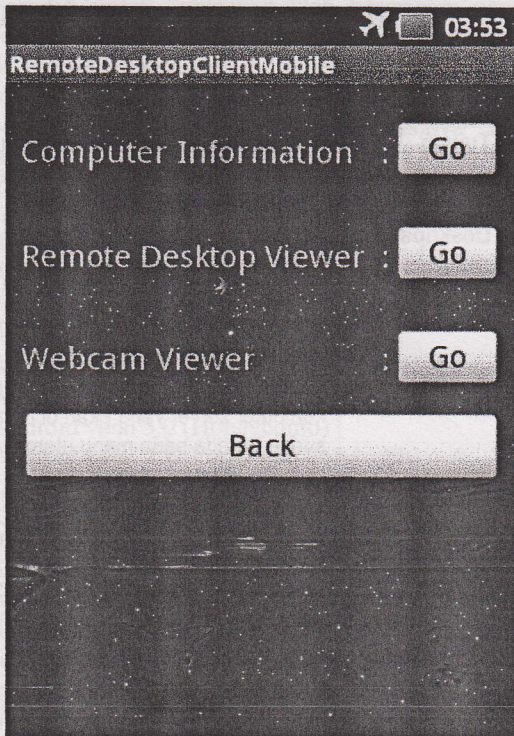 03:53
RemoteDesktopClientMobile
Computer Information : Go
Remote Desktop Viewer : Go
Webcam Viewer : Go
Back